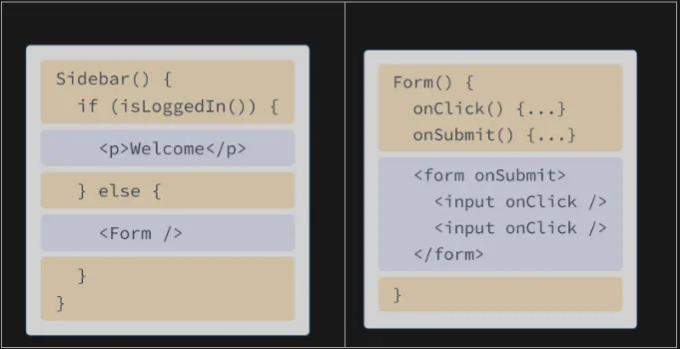 Sidebar() {
if (isLoggedIn()) {
<p>Welcome</p>
} else {
<Form />
}
}
Form() {
onClick() {...}
onSubmit() {...}
<form onSubmit>
<input onClick />
<input onClick />
</form>
}